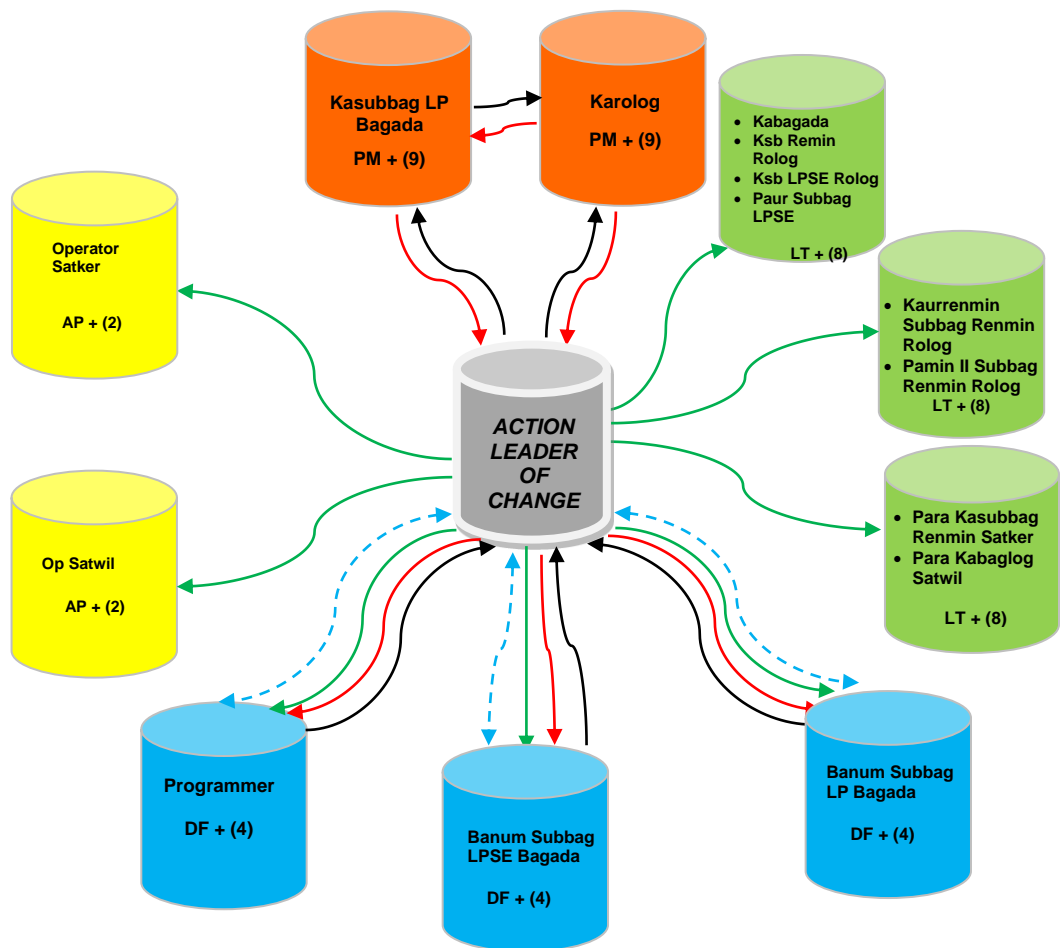 Kasubbag LP
Bagada
PM + (9)
Karolog
PM + (9)
• Kabagada
• Ksb Remin
Rolog
• Ksb LPSE Rolog
• Paur Subbag
LPSE
LT + (8)
Operator
Satker
AP + (2)
• Kaurrenmin
Subbag Renmin
Rolog
• Pamin II Subbag
Renmin Rolog
LT + (8)
ACTION
LEADER
OF
CHANGE
Op Satwil
AP + (2)
• Para Kasubbag
Renmin Satker
• Para Kabaglog
Satwil
LT + (8)
Programmer
DF + (4)
Banum Subbag
LPSE Bagada
DF + (4)
Banum Subbag
LP Bagada
DF + (4)